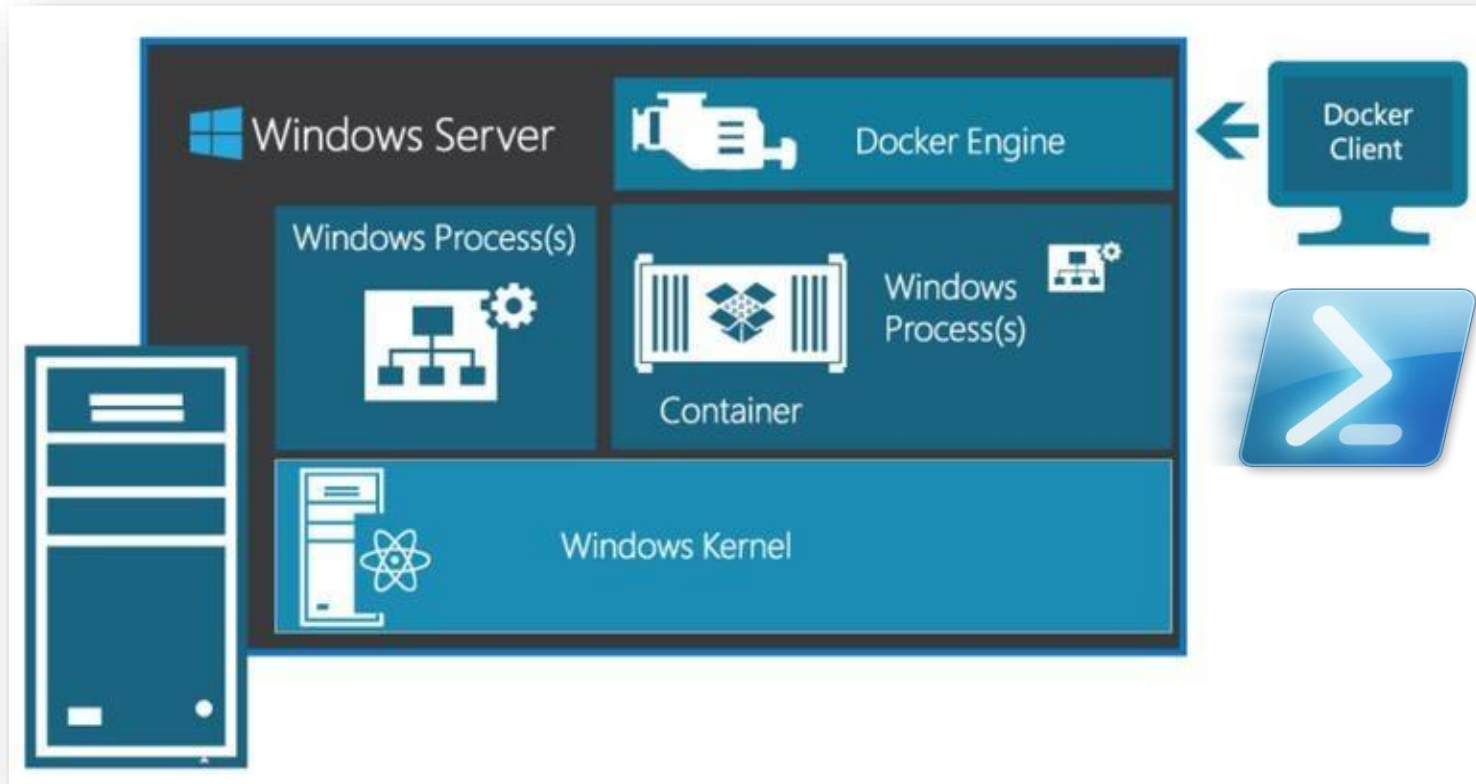 Windows Server
Docker Engine
Docker
Client
Windows Process(s)
Windows
Process(s)
Container
Windows Kernel